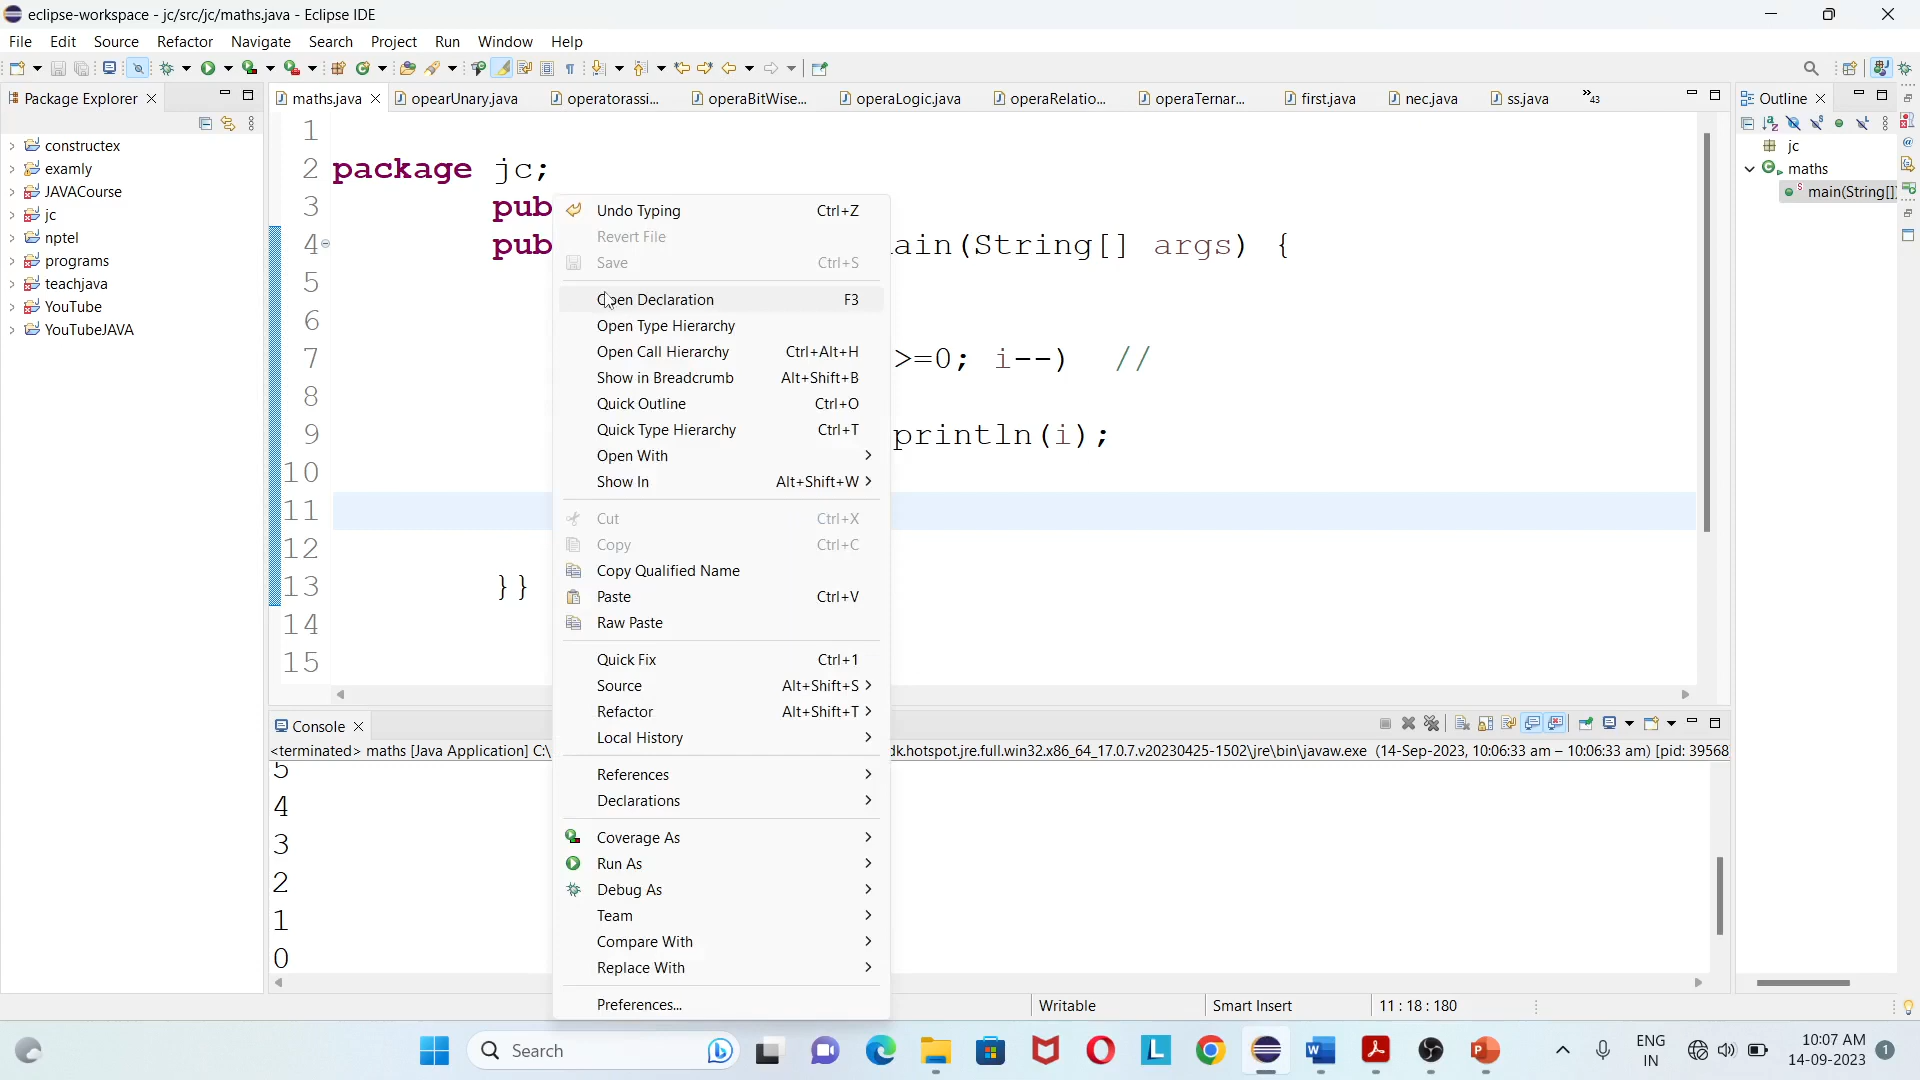 eclipse-workspace - jc/src/jc/maths.java - Eclipse IDE
File Edit Source Refactor Navigate Search Project Run Window Help
Package Explorer
maths.java opearUnary.java operatorassi... operaBitWise... operaLogic.java operaRelatio... operaTernar... first.java nec.java ss.java »43
Outline
constructex
examly
JAVACourse
jc
nptel
programs
teachjava
YouTube
YouTubeJAVA
1
2 package jc;
3 pub
4 pub ain(String[] args) {
5
6
7 >=0; i--) //
8
9 println(i);
10
11
12
13 }}
14
15
Undo Typing Ctrl+Z
Revert File
Save Ctrl+S
Open Declaration F3
Open Type Hierarchy
Open Call Hierarchy Ctrl+Alt+H
Show in Breadcrumb Alt+Shift+B
Quick Outline Ctrl+O
Quick Type Hierarchy Ctrl+T
Open With
Show In Alt+Shift+W
Cut Ctrl+X
Copy Ctrl+C
Copy Qualified Name
Paste Ctrl+V
Raw Paste
Quick Fix Ctrl+1
Source Alt+Shift+S
Refactor Alt+Shift+T
Local History
References
Declarations
Coverage As
Run As
Debug As
Team
Compare With
Replace With
Preferences...
jc
maths
main(String[])
Console
<terminated> maths [Java Application] C:\ dk.hotspot.jre.full.win32.x86_64_17.0.7.v20230425-1502\jre\bin\javaw.exe (14-Sep-2023, 10:06:33 am – 10:06:33 am) [pid: 39568
5
4
3
2
1
0
Writable Smart Insert 11 : 18 : 180
Search
ENG
IN
10:07 AM
14-09-2023
1